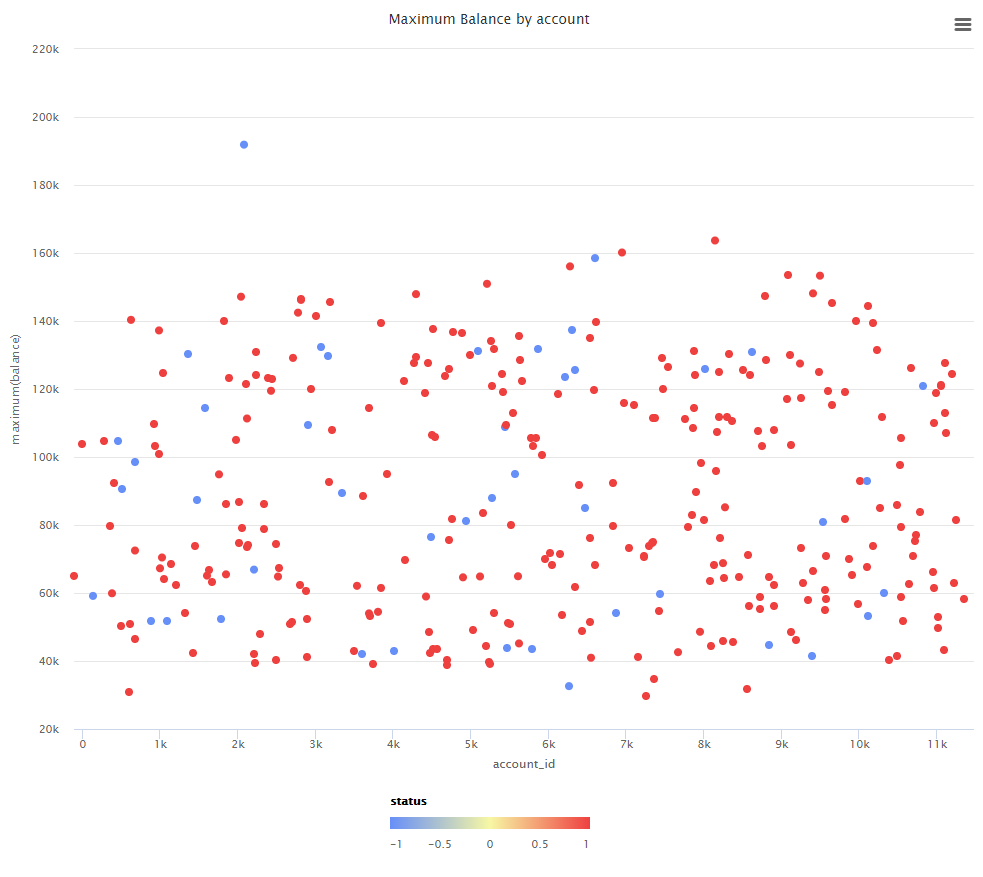 Maximum Balance by account
220k
200k
180k
160k
140k
120k
100k
80k
60k
40k
20k
maximum(balance)
0 1k 2k 3k 4k 5k 6k 7k 8k 9k 10k 11k
account_id
status
-1 -0.5 0 0.5 1